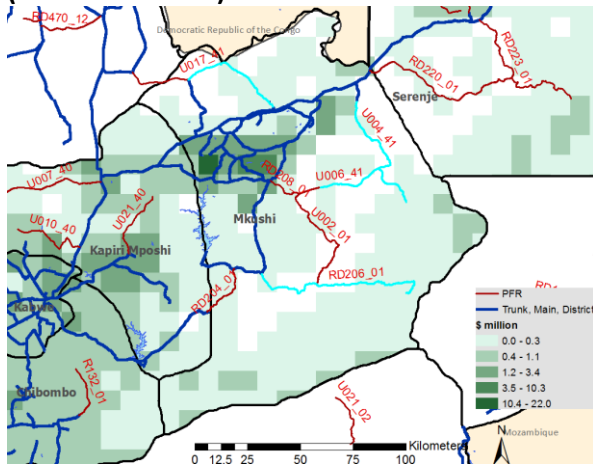 RD470_12
Democratic Republic of the Congo
U017_41
RD220_01
RD223_01
Serenje
U004_41
U007_40
RD208_01
U006_41
U021_40
U010_40
Mkushi
U002_01
Kapiri Mposhi
RD206_01
RD204_01
Kabwe
Chibombo
R132_01
U021_02
PFR
Trunk, Main, District
$ million
0.0 - 0.3
0.4 - 1.1
1.2 - 3.4
3.5 - 10.3
10.4 - 22.0
N
Kilometers
0 12.5 25 50 75 100
Mozambique